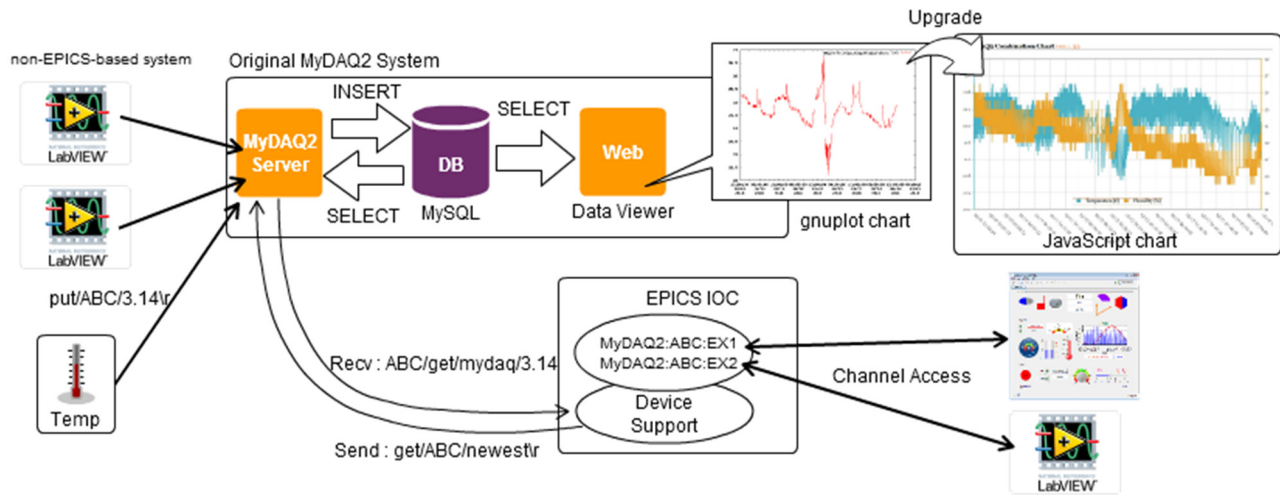 Upgrade
non-EPICS-based system
Original MyDAQ2 System
LabVIEW
INSERT
SELECT
MyDAQ2
Server
DB
Web
SELECT
MySQL
Data Viewer
gnuplot chart
Combination Chart
JavaScript chart
LabVIEW
put/ABC/3.14\r
Temp
EPICS IOC
MyDAQ2:ABC:EX1
MyDAQ2:ABC:EX2
Recv : ABC/get/mydaq/3.14
Channel Access
Device
Support
Send : get/ABC/newest\r
LabVIEW